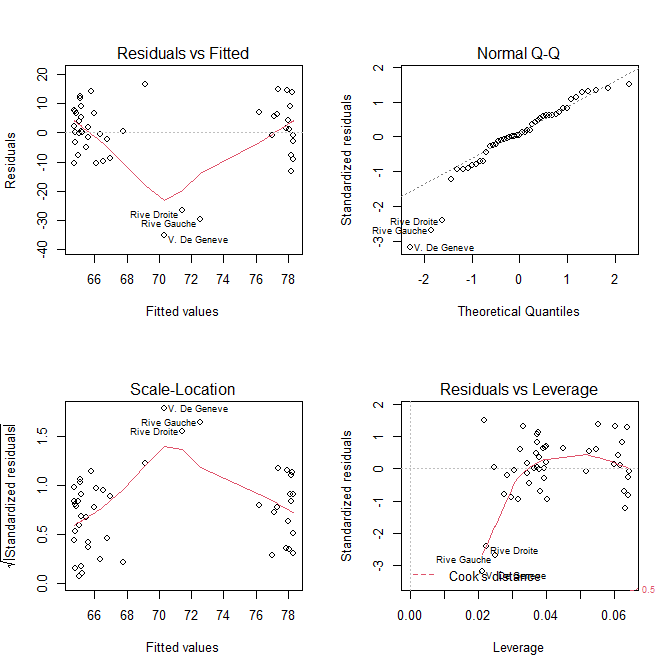 Residuals vs Fitted
Residuals
20
10
0
-10
-20
-30
-40
Rive Droite
Rive Gauche
V. De Geneve
66 68 70 72 74 76 78
Fitted values
Normal Q-Q
Standardized residuals
2
1
0
-1
-2
-3
Rive Droite
Rive Gauche
V. De Geneve
-2 -1 0 1 2
Theoretical Quantiles
Scale-Location
√|Standardized residuals|
1.5
1.0
0.5
0.0
V. De Geneve
Rive Gauche
Rive Droite
66 68 70 72 74 76 78
Fitted values
Residuals vs Leverage
Standardized residuals
2
1
0
-1
-2
-3
Rive Droite
Rive Gauche
V. De Geneve
Cook's distance
0.5
0.00 0.02 0.04 0.06
Leverage